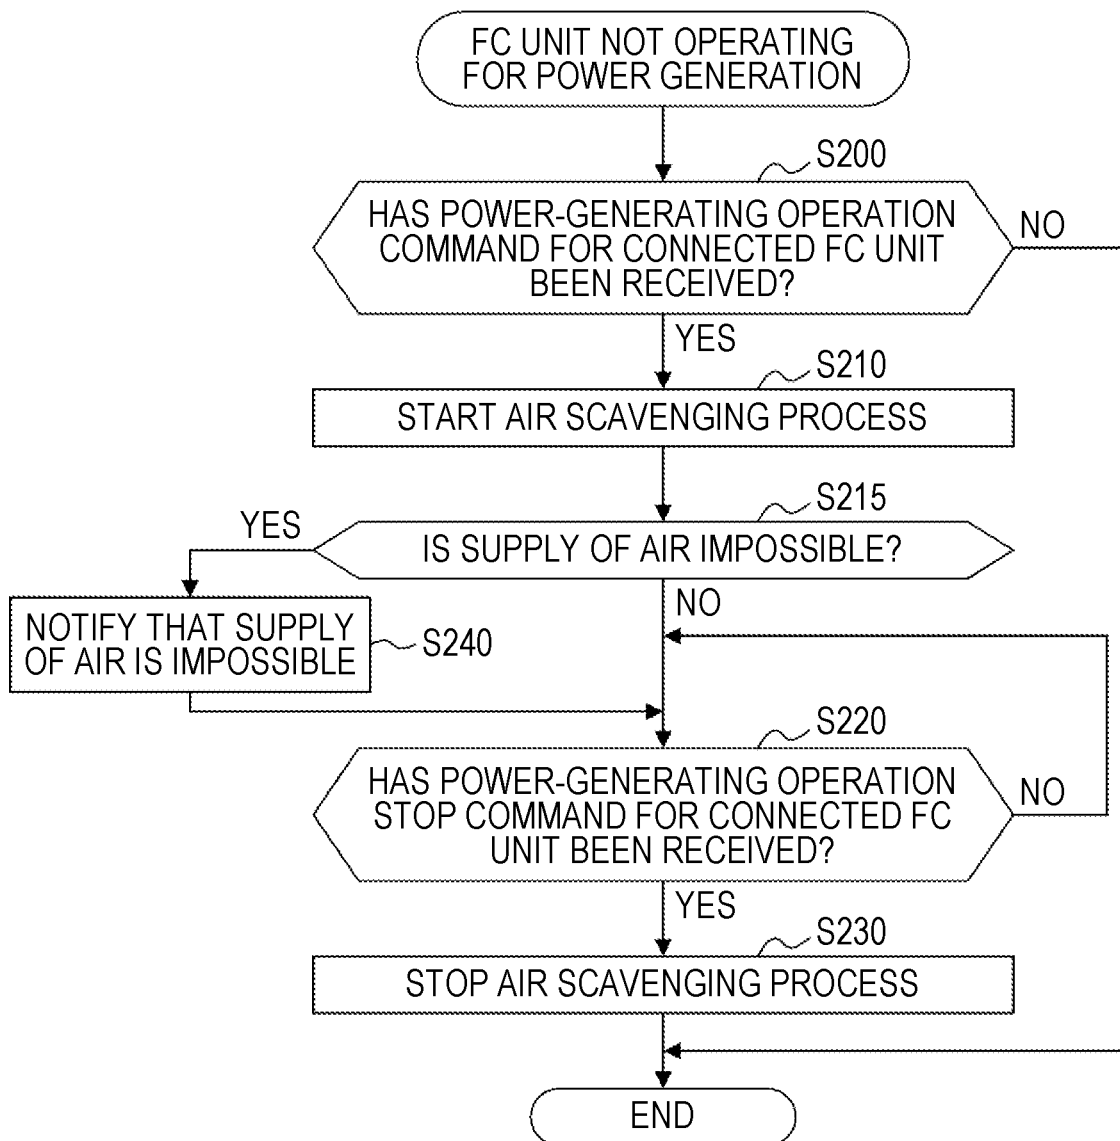 FC UNIT NOT OPERATING
FOR POWER GENERATION
S200
HAS POWER-GENERATING OPERATION
COMMAND FOR CONNECTED FC UNIT
BEEN RECEIVED?
NO
YES
S210
START AIR SCAVENGING PROCESS
S215
YES
IS SUPPLY OF AIR IMPOSSIBLE?
NO
NOTIFY THAT SUPPLY
OF AIR IS IMPOSSIBLE
S240
S220
HAS POWER-GENERATING OPERATION
STOP COMMAND FOR CONNECTED FC
UNIT BEEN RECEIVED?
NO
YES
S230
STOP AIR SCAVENGING PROCESS
END